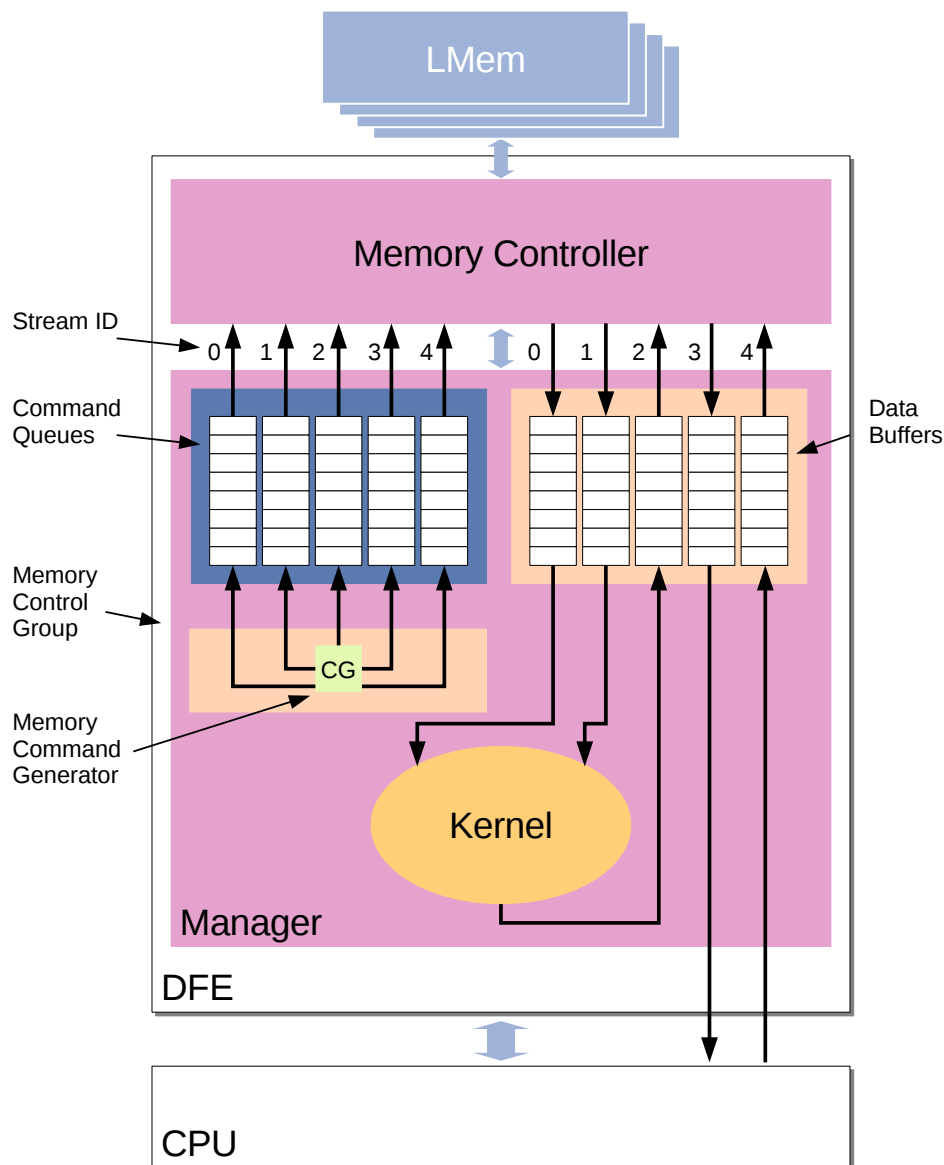 LMem
Memory Controller
Stream ID
0 1 2 3 4
0 1 2 3 4
Command
Queues
Data
Buffers
Memory
Control
Group
CG
Memory
Command
Generator
Kernel
Manager
DFE
CPU